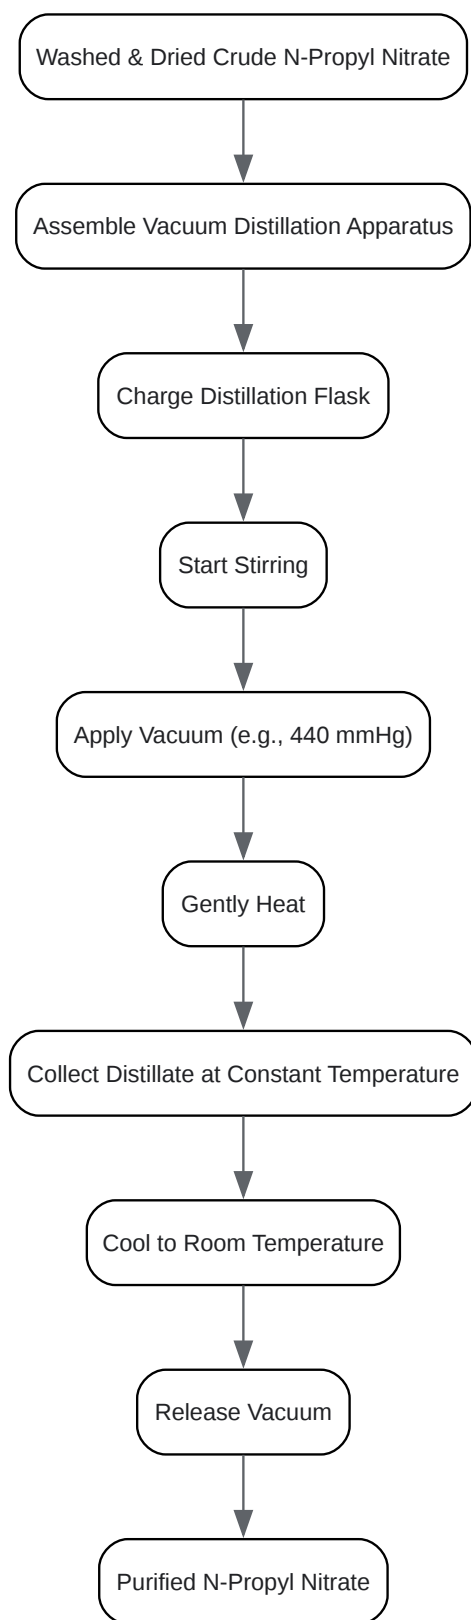 Washed & Dried Crude N-Propyl Nitrate
Assemble Vacuum Distillation Apparatus
Charge Distillation Flask
Start Stirring
Apply Vacuum (e.g., 440 mmHg)
Gently Heat
Collect Distillate at Constant Temperature
Cool to Room Temperature
Release Vacuum
Purified N-Propyl Nitrate